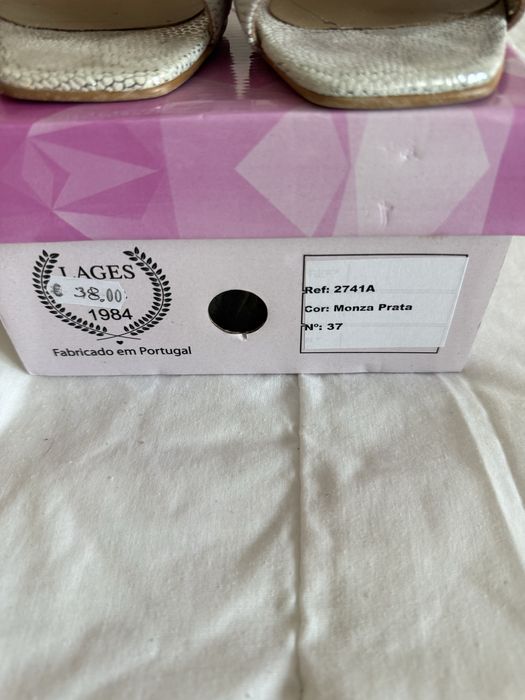 LAGES
€ 38.00
1984
Fabricado em Portugal
Ref: 2741A
Cor: Monza Prata
Nº: 37